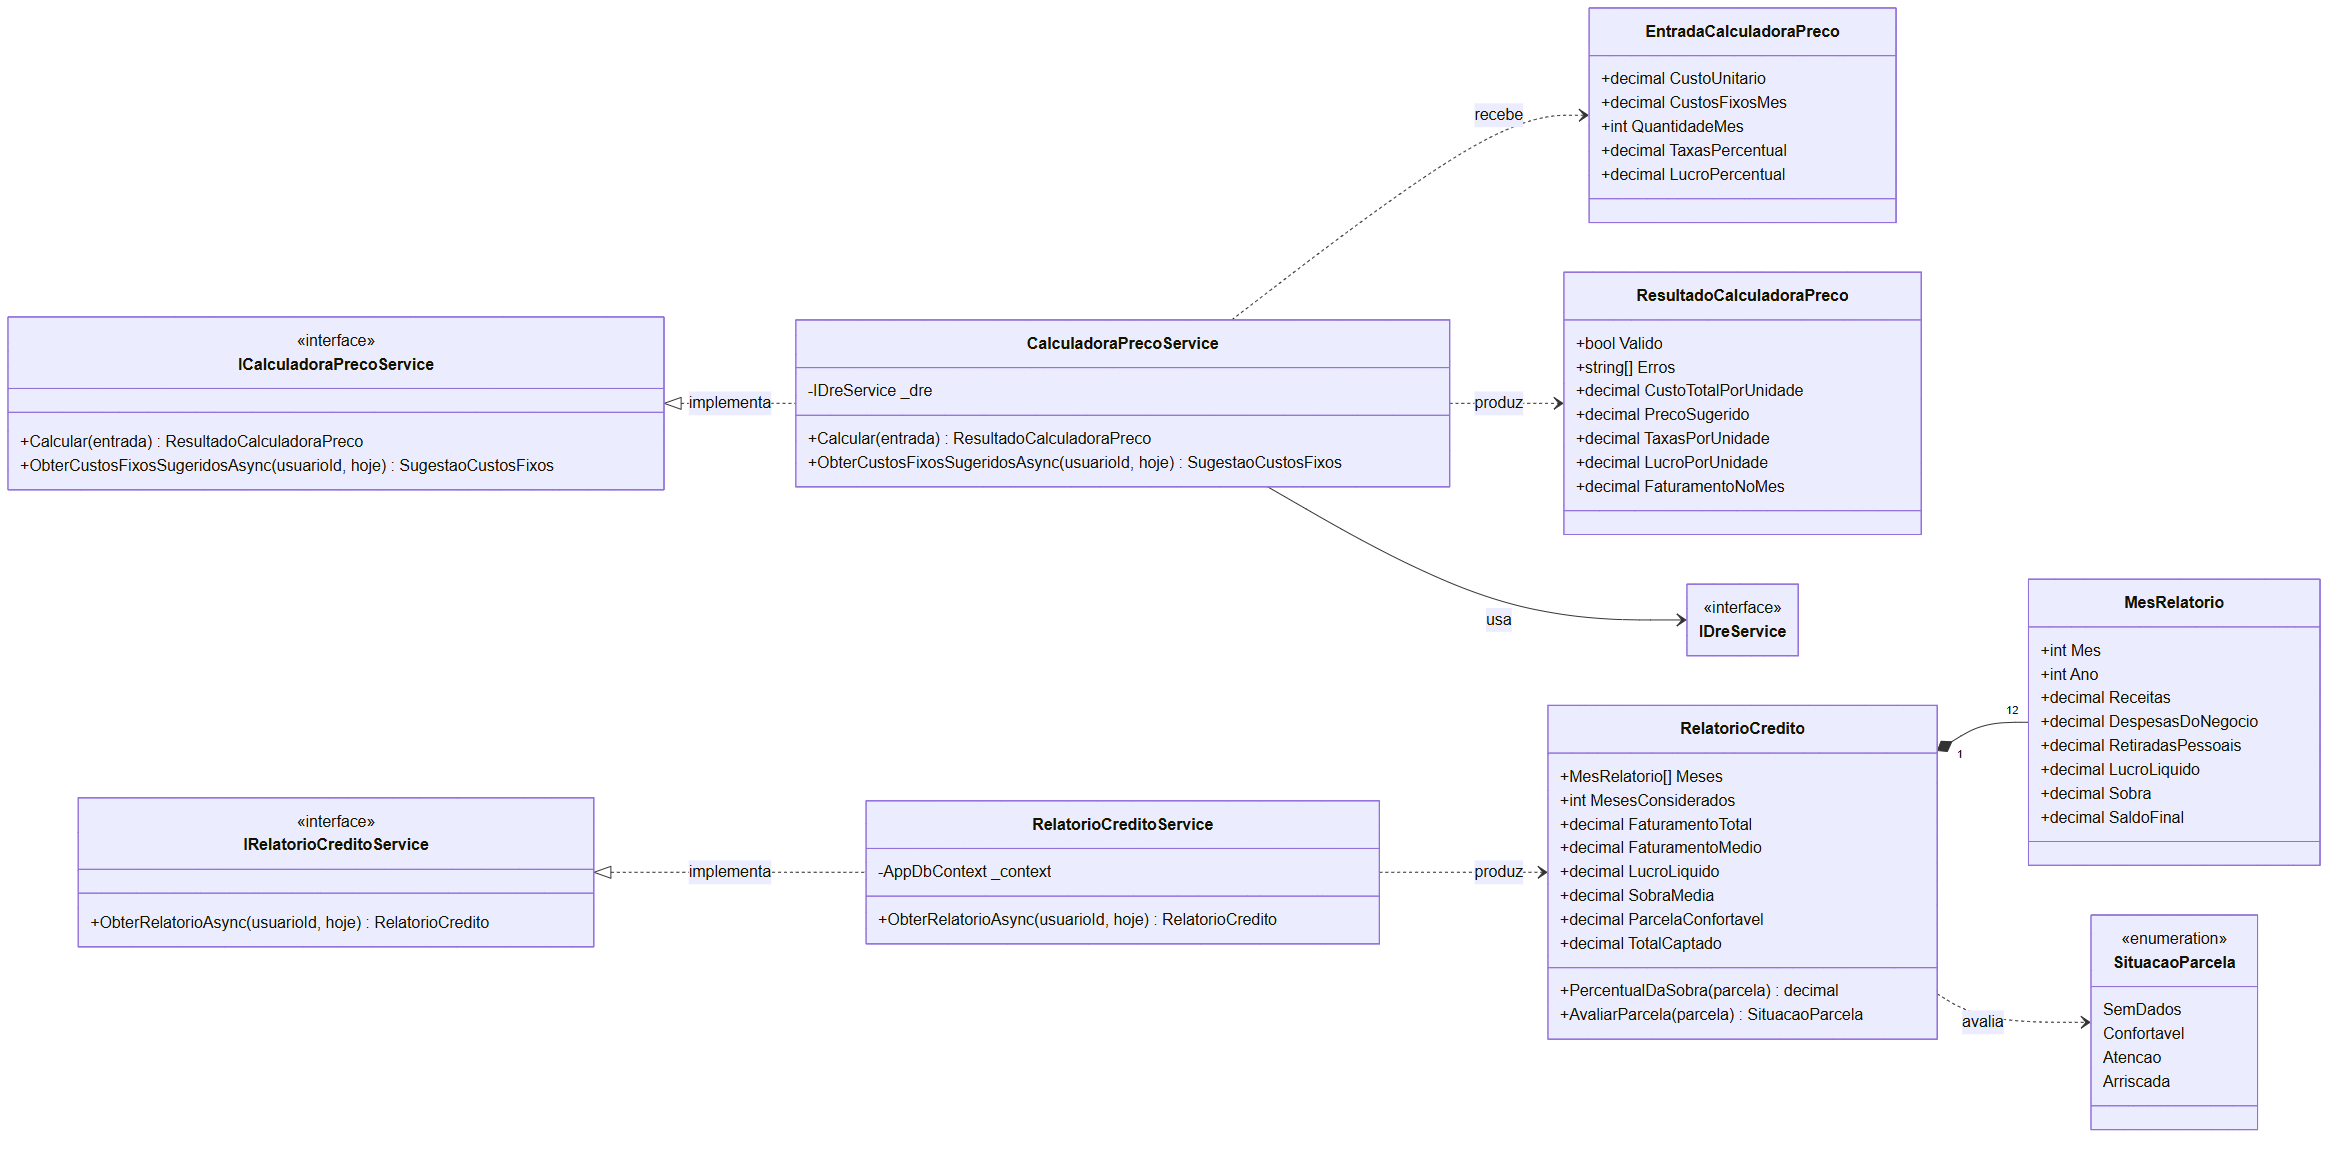 EntradaCalculadoraPreco
+decimal CustoUnitario
+decimal CustosFixosMes
+int QuantidadeMes
+decimal TaxasPercentual
+decimal LucroPercentual
recebe
ResultadoCalculadoraPreco
+bool Valido
+string[] Erros
+decimal CustoTotalPorUnidade
+decimal PrecoSugerido
+decimal TaxasPorUnidade
+decimal LucroPorUnidade
+decimal FaturamentoNoMes
«interface»
ICalculadoraPrecoService
+Calcular(entrada) : ResultadoCalculadoraPreco
+ObterCustosFixosSugeridosAsync(usuarioId, hoje) : SugestaoCustosFixos
implementa
CalculadoraPrecoService
-IDreService _dre
+Calcular(entrada) : ResultadoCalculadoraPreco
+ObterCustosFixosSugeridosAsync(usuarioId, hoje) : SugestaoCustosFixos
produz
usa
«interface»
IDreService
MesRelatorio
+int Mes
+int Ano
+decimal Receitas
+decimal DespesasDoNegocio
+decimal RetiradasPessoais
+decimal LucroLiquido
+decimal Sobra
+decimal SaldoFinal
12
1
RelatorioCredito
+MesRelatorio[] Meses
+int MesesConsiderados
+decimal FaturamentoTotal
+decimal FaturamentoMedio
+decimal LucroLiquido
+decimal SobraMedia
+decimal ParcelaConfortavel
+decimal TotalCaptado
+PercentualDaSobra(parcela) : decimal
+AvaliarParcela(parcela) : SituacaoParcela
«interface»
IRelatorioCreditoService
+ObterRelatorioAsync(usuarioId, hoje) : RelatorioCredito
implementa
RelatorioCreditoService
-AppDbContext _context
+ObterRelatorioAsync(usuarioId, hoje) : RelatorioCredito
produz
avalia
«enumeration»
SituacaoParcela
SemDados
Confortavel
Atencao
Arriscada